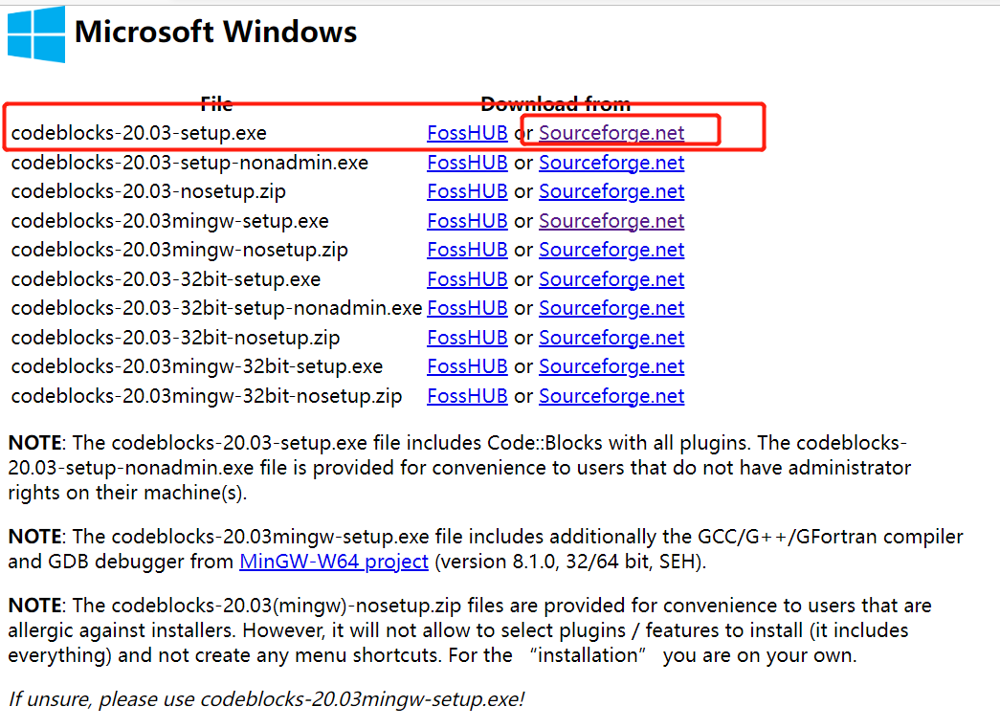 Microsoft Windows
File Download from
codeblocks-20.03-setup.exe FossHUB or Sourceforge.net
codeblocks-20.03-setup-nonadmin.exe FossHUB or Sourceforge.net
codeblocks-20.03-nosetup.zip FossHUB or Sourceforge.net
codeblocks-20.03mingw-setup.exe FossHUB or Sourceforge.net
codeblocks-20.03mingw-nosetup.zip FossHUB or Sourceforge.net
codeblocks-20.03-32bit-setup.exe FossHUB or Sourceforge.net
codeblocks-20.03-32bit-setup-nonadmin.exe FossHUB or Sourceforge.net
codeblocks-20.03-32bit-nosetup.zip FossHUB or Sourceforge.net
codeblocks-20.03mingw-32bit-setup.exe FossHUB or Sourceforge.net
codeblocks-20.03mingw-32bit-nosetup.zip FossHUB or Sourceforge.net
NOTE: The codeblocks-20.03-setup.exe file includes Code::Blocks with all plugins. The codeblocks-
20.03-setup-nonadmin.exe file is provided for convenience to users that do not have administrator
rights on their machine(s).
NOTE: The codeblocks-20.03mingw-setup.exe file includes additionally the GCC/G++/GFortran compiler
and GDB debugger from MinGW-W64 project (version 8.1.0, 32/64 bit, SEH).
NOTE: The codeblocks-20.03(mingw)-nosetup.zip files are provided for convenience to users that are
allergic against installers. However, it will not allow to select plugins / features to install (it includes
everything) and not create any menu shortcuts. For the “installation” you are on your own.
If unsure, please use codeblocks-20.03mingw-setup.exe!